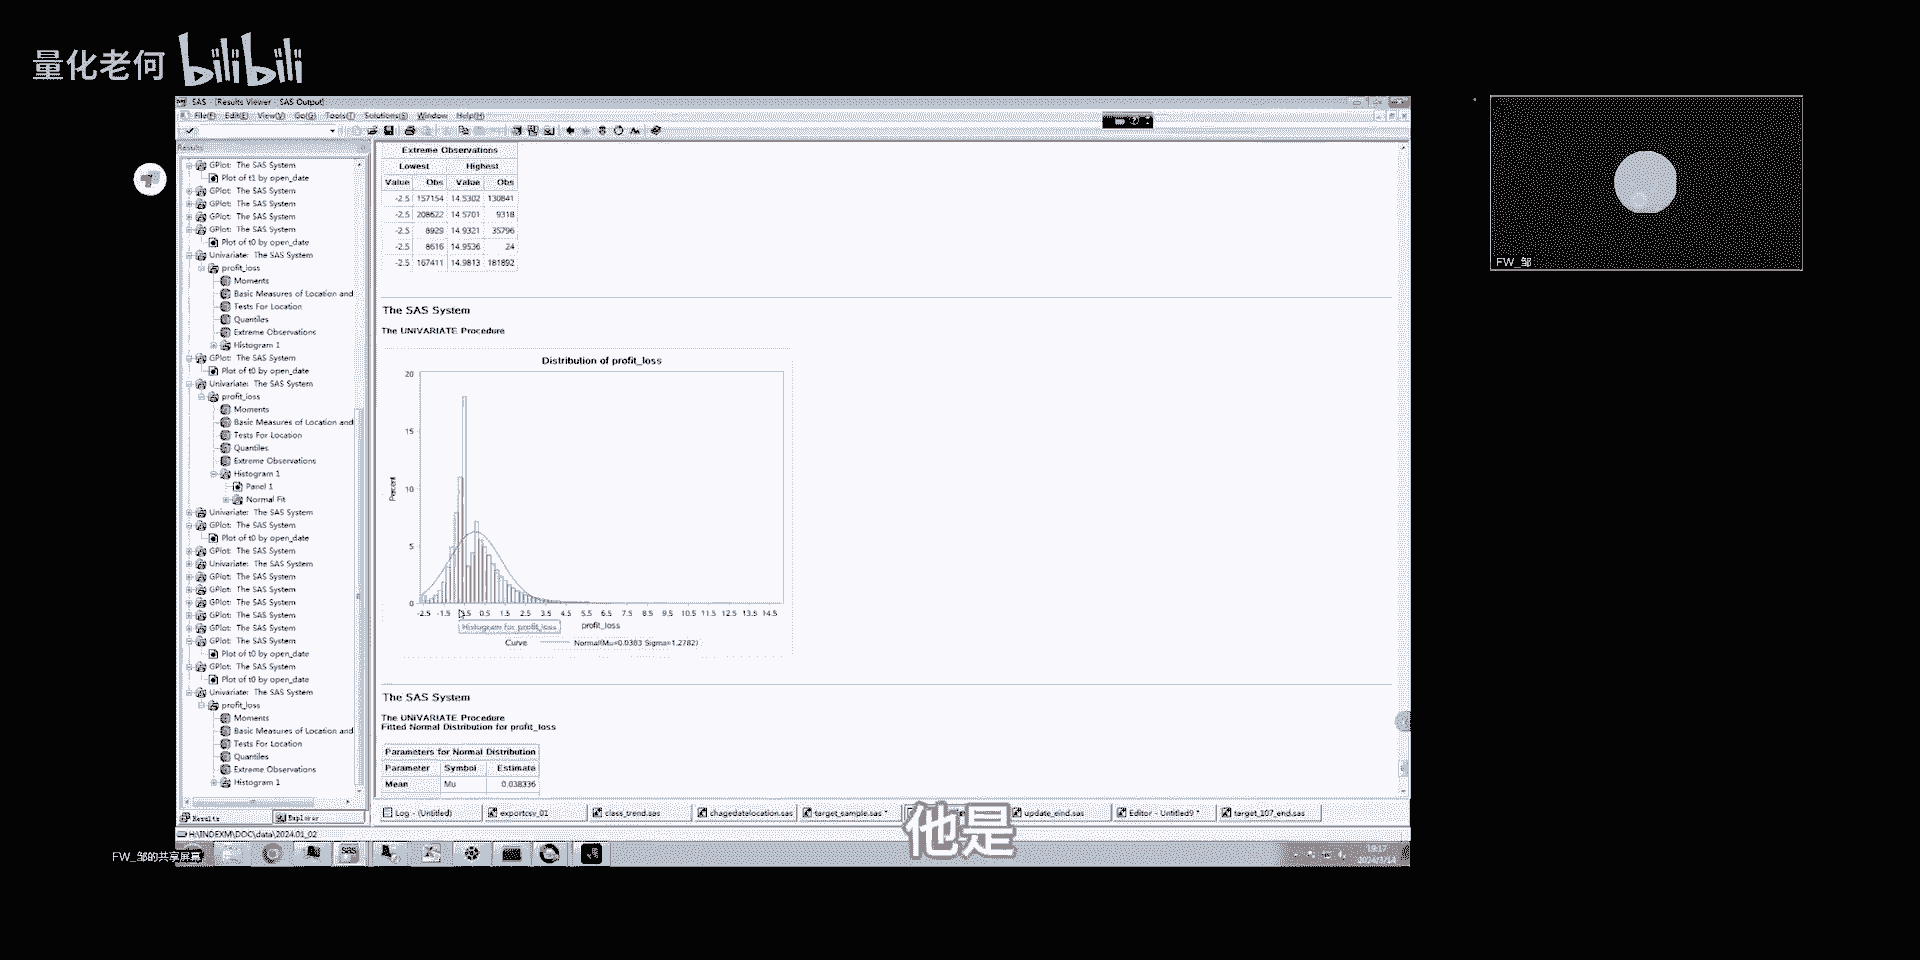 量化老何 bilibili
SAS - [Results Viewer - SAS Output]
File(F) Edit(E) View(V) Go(G) Tools(T) Solutions(S) Window Help(H)
Results
GPlot: The SAS System
Plot of t1 by open_date
GPlot: The SAS System
GPlot: The SAS System
GPlot: The SAS System
GPlot: The SAS System
Plot of t0 by open_date
Univariate: The SAS System
profit_loss
Moments
Basic Measures of Location and
Tests For Location
Quantiles
Extreme Observations
Histogram 1
GPlot: The SAS System
Plot of t0 by open_date
Univariate: The SAS System
profit_loss
Moments
Basic Measures of Location and
Tests For Location
Quantiles
Extreme Observations
Histogram 1
Panel 1
Normal Fit
Univariate: The SAS System
GPlot: The SAS System
Plot of t0 by open_date
GPlot: The SAS System
Univariate: The SAS System
GPlot: The SAS System
GPlot: The SAS System
GPlot: The SAS System
GPlot: The SAS System
GPlot: The SAS System
GPlot: The SAS System
Plot of t0 by open_date
GPlot: The SAS System
Plot of t0 by open_date
Univariate: The SAS System
profit_loss
Moments
Basic Measures of Location and
Tests For Location
Quantiles
Extreme Observations
Histogram 1
Results Explorer
Extreme Observations
Lowest Highest
Value Obs Value Obs
-2.5 157154 14.5302 130841
-2.5 208622 14.5701 9318
-2.5 8929 14.9321 35796
-2.5 8616 14.9536 24
-2.5 167411 14.9813 181892
The SAS System
The UNIVARIATE Procedure
Distribution of profit_loss
20
15
10
5
0
Percent
-2.5 -1.5 -0.5 0.5 1.5 2.5 3.5 4.5 5.5 6.5 7.5 8.5 9.5 10.5 11.5 12.5 13.5 14.5
profit_loss
Histogram for profit_loss
Curve Normal(Mu=0.0383 Sigma=1.2782)
The SAS System
The UNIVARIATE Procedure
Fitted Normal Distribution for profit_loss
Parameters for Normal Distribution
Parameter Symbol Estimate
Mean Mu 0.038336
Log - (Untitled) exportcsv_01 class_trend.sas chagedatelocation.sas target_sample.sas * update_eind.sas Editor - Untitled9 * target_107_end.sas
他是
H:\INDEXM\DOC\data\2024.01_02
FW_邹的共享屏幕
19:17
2024/3/14
FW_邹